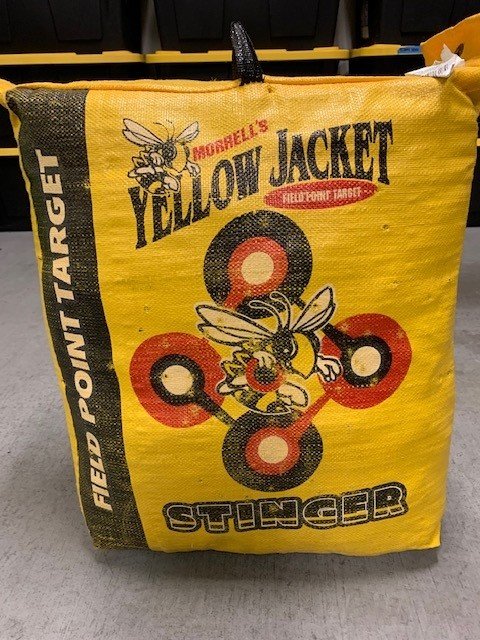 MORRELL'S
YELLOW JACKET
FIELD POINT TARGET
STINGER
FIELD POINT TARGET